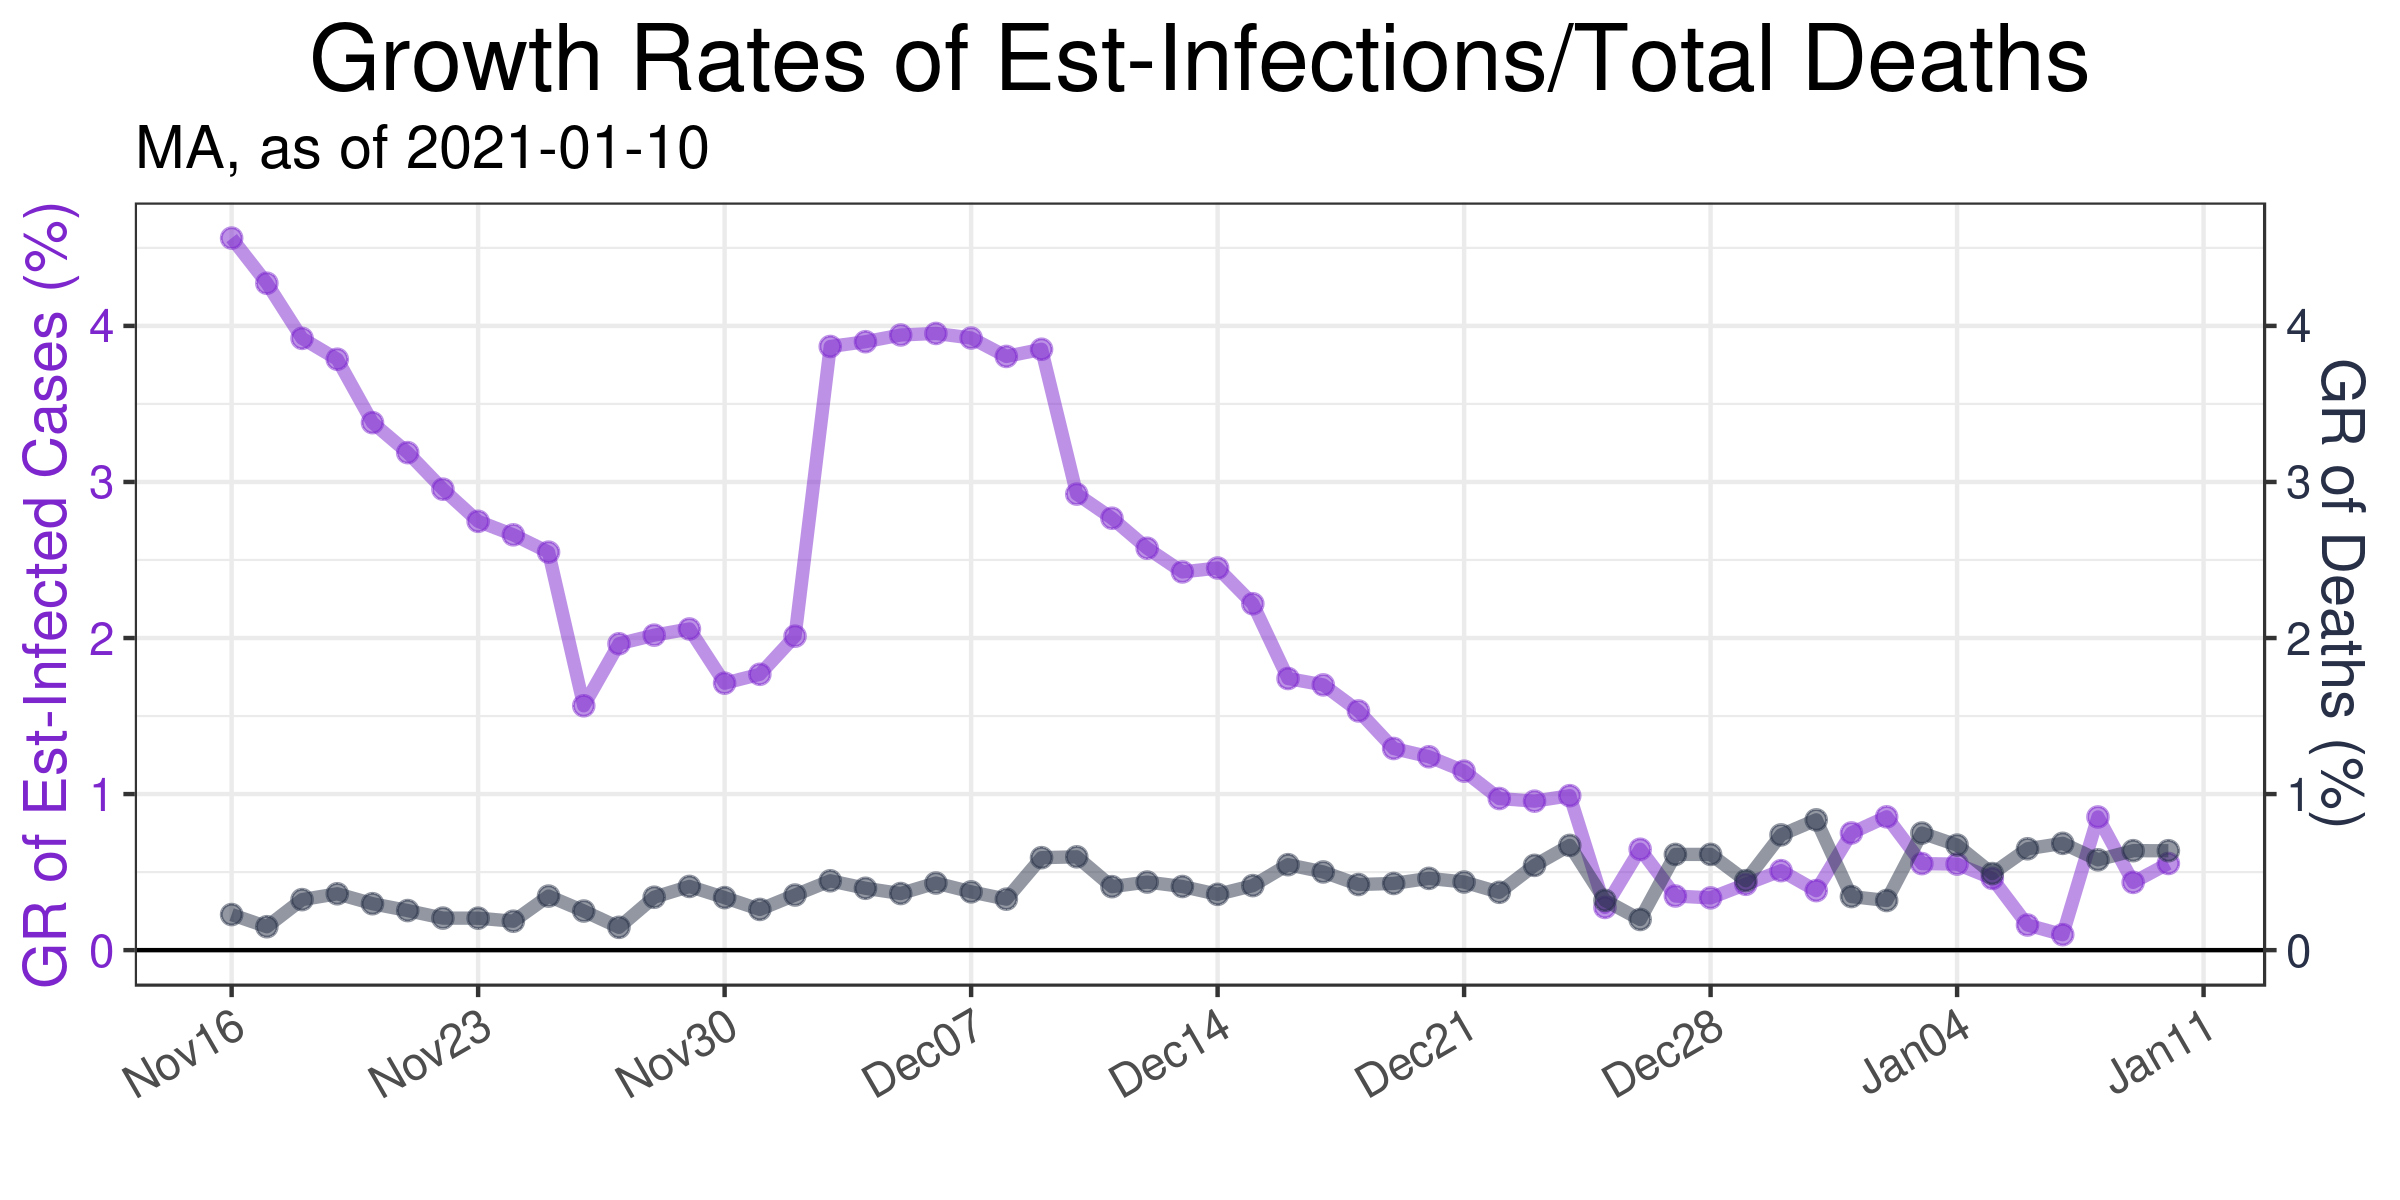 Growth Rates of Est-Infections/Total Deaths
MA, as of 2021-01-10
GR of Est-Infected Cases (%)
4
3
2
1
0
4
3
2
1
0
GR of Deaths (%)
Nov16
Nov23
Nov30
Dec07
Dec14
Dec21
Dec28
Jan04
Jan11